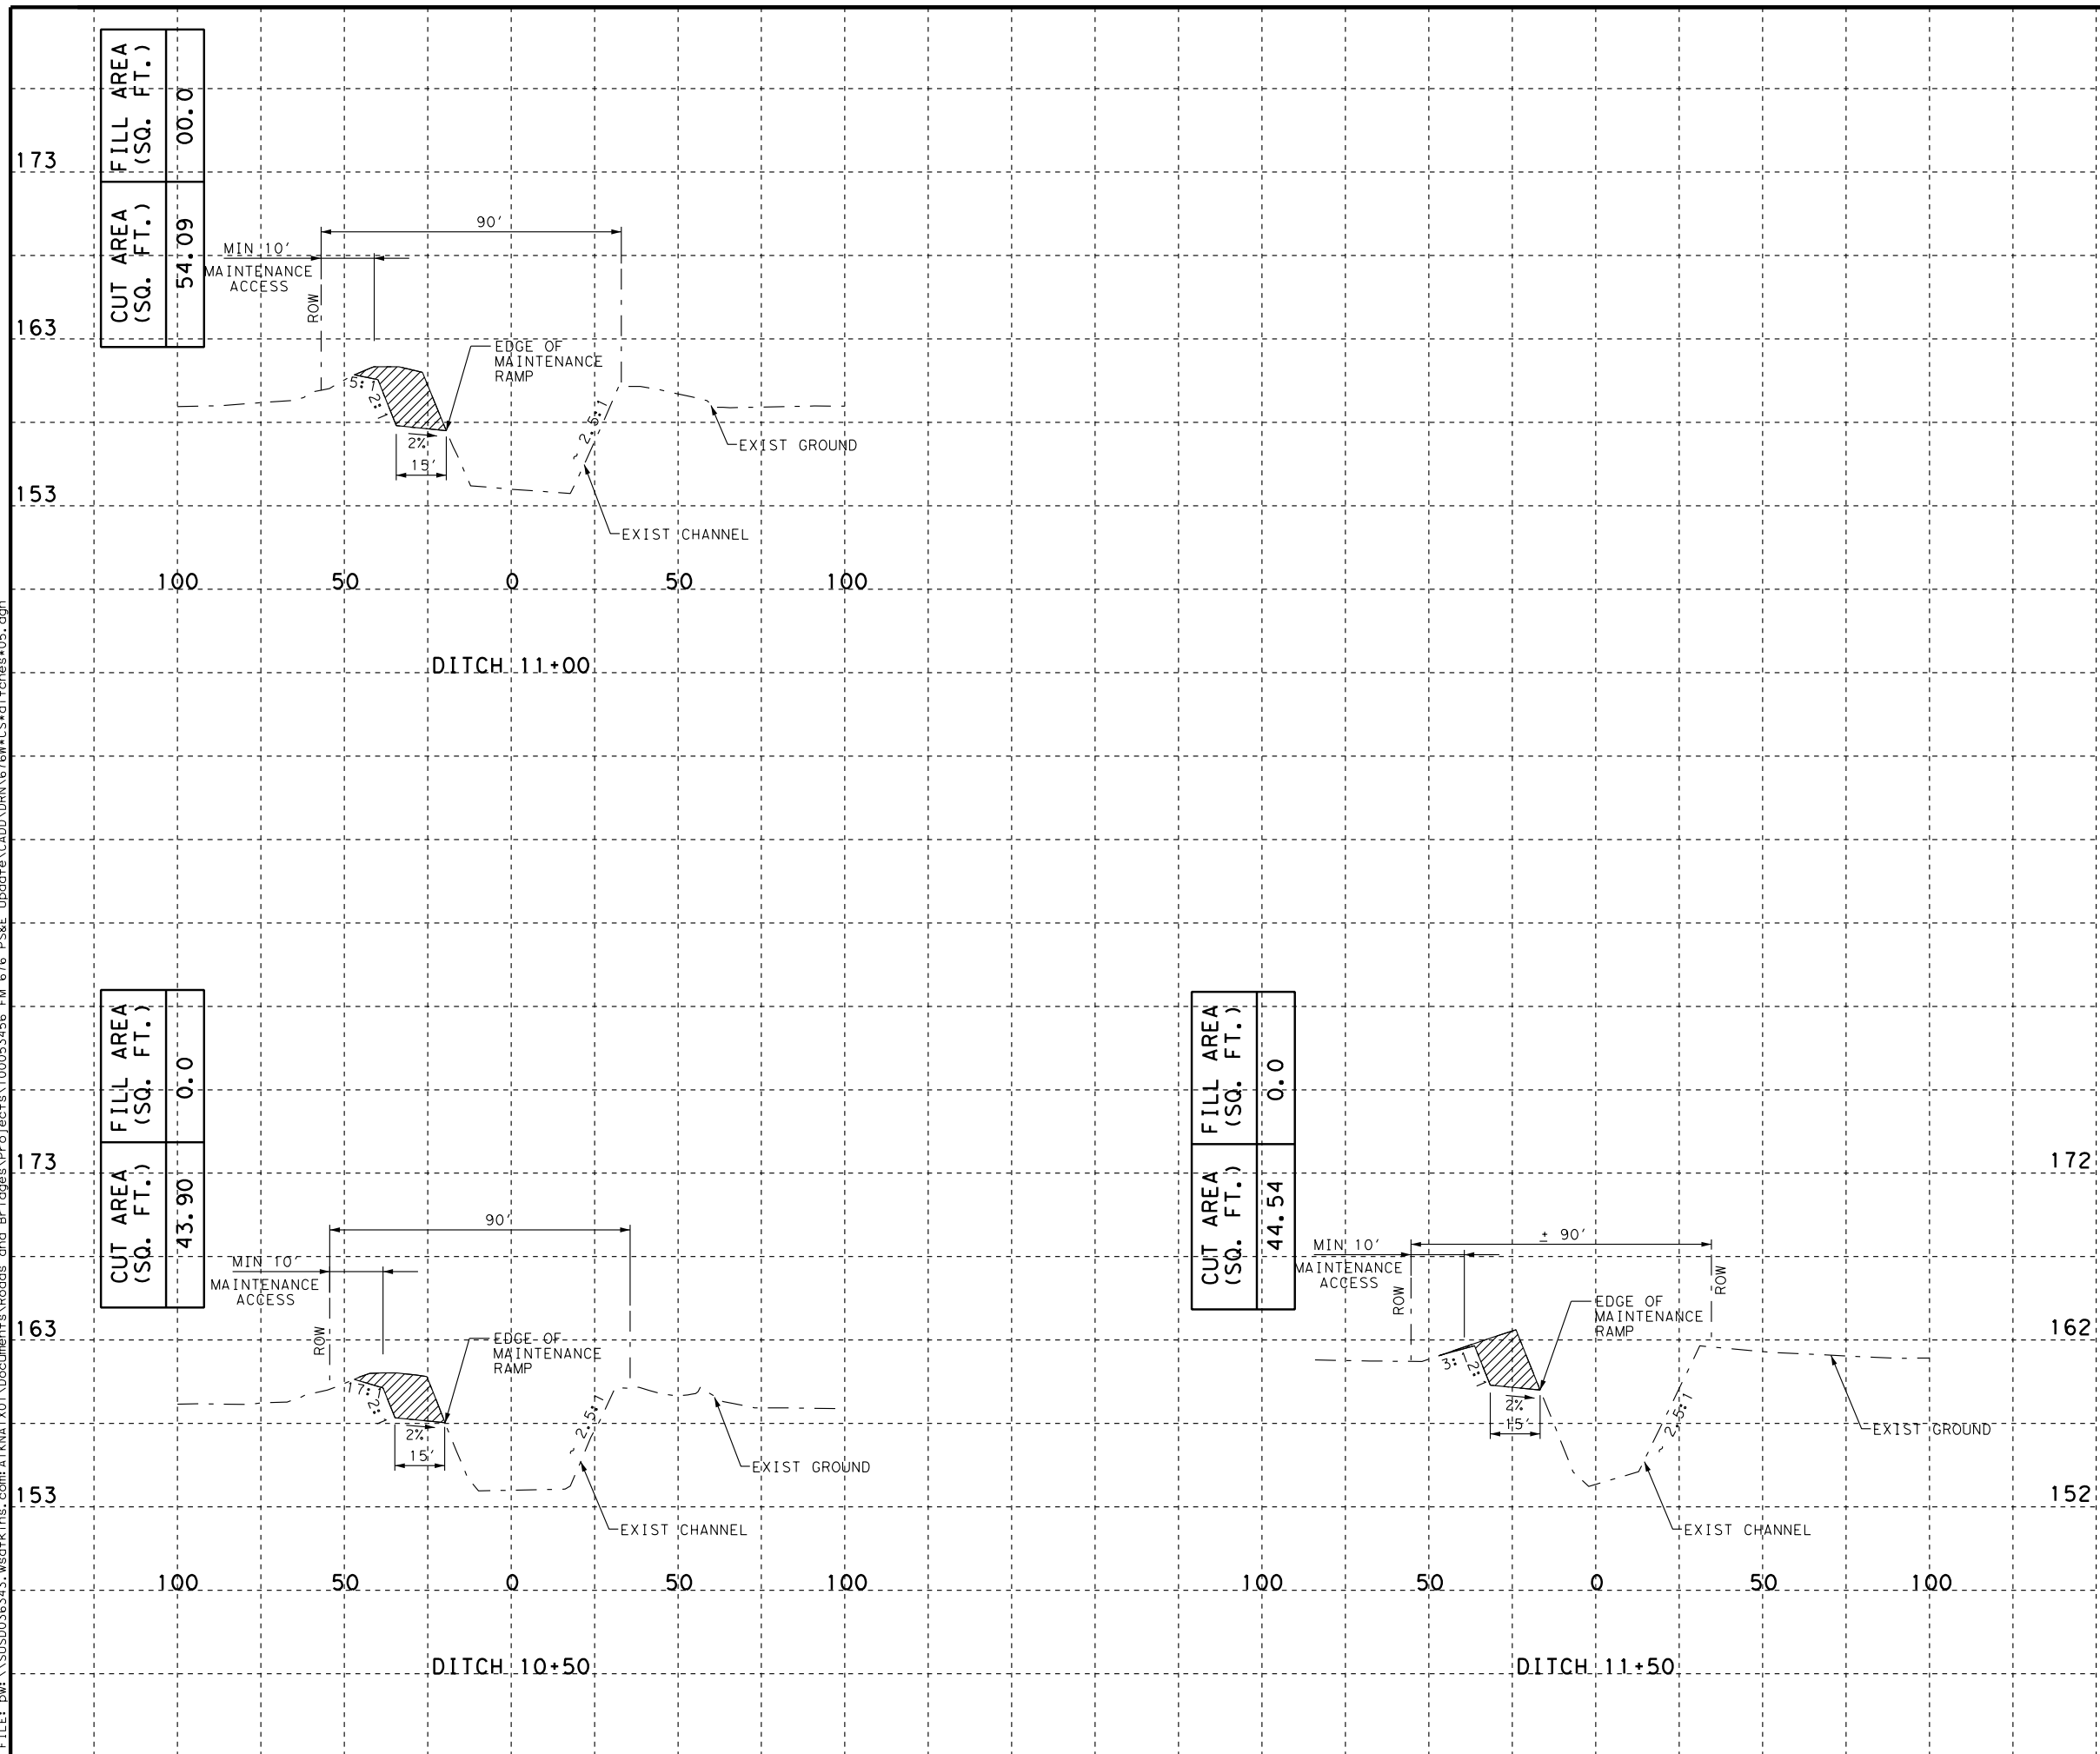 FILL AREA
(SQ. FT.)
00.0
CUT AREA
(SQ. FT.)
54.09
173
163
153
90'
MIN 10'
MAINTENANCE
ACCESS
ROW
EDGE OF
MAINTENANCE
RAMP
5:1
2:1
2%
15'
2.5:1
EXIST GROUND
EXIST CHANNEL
100 50 0 50 100
DITCH 11+00
FILL AREA
(SQ. FT.)
0.0
CUT AREA
(SQ. FT.)
43.90
173
163
153
90'
MIN 10'
MAINTENANCE
ACCESS
ROW
EDGE OF
MAINTENANCE
RAMP
17:1
2:1
2%
15'
2.5:1
EXIST GROUND
EXIST CHANNEL
100 50 0 50 100
DITCH 10+50
FILL AREA
(SQ. FT.)
0.0
CUT AREA
(SQ. FT.)
44.54
172
162
152
± 90'
MIN 10'
MAINTENANCE
ACCESS
ROW
ROW
EDGE OF
MAINTENANCE
RAMP
3:1
2:1
2%
15'
2.5:1
EXIST GROUND
EXIST CHANNEL
100 50 0 50 100
DITCH 11+50